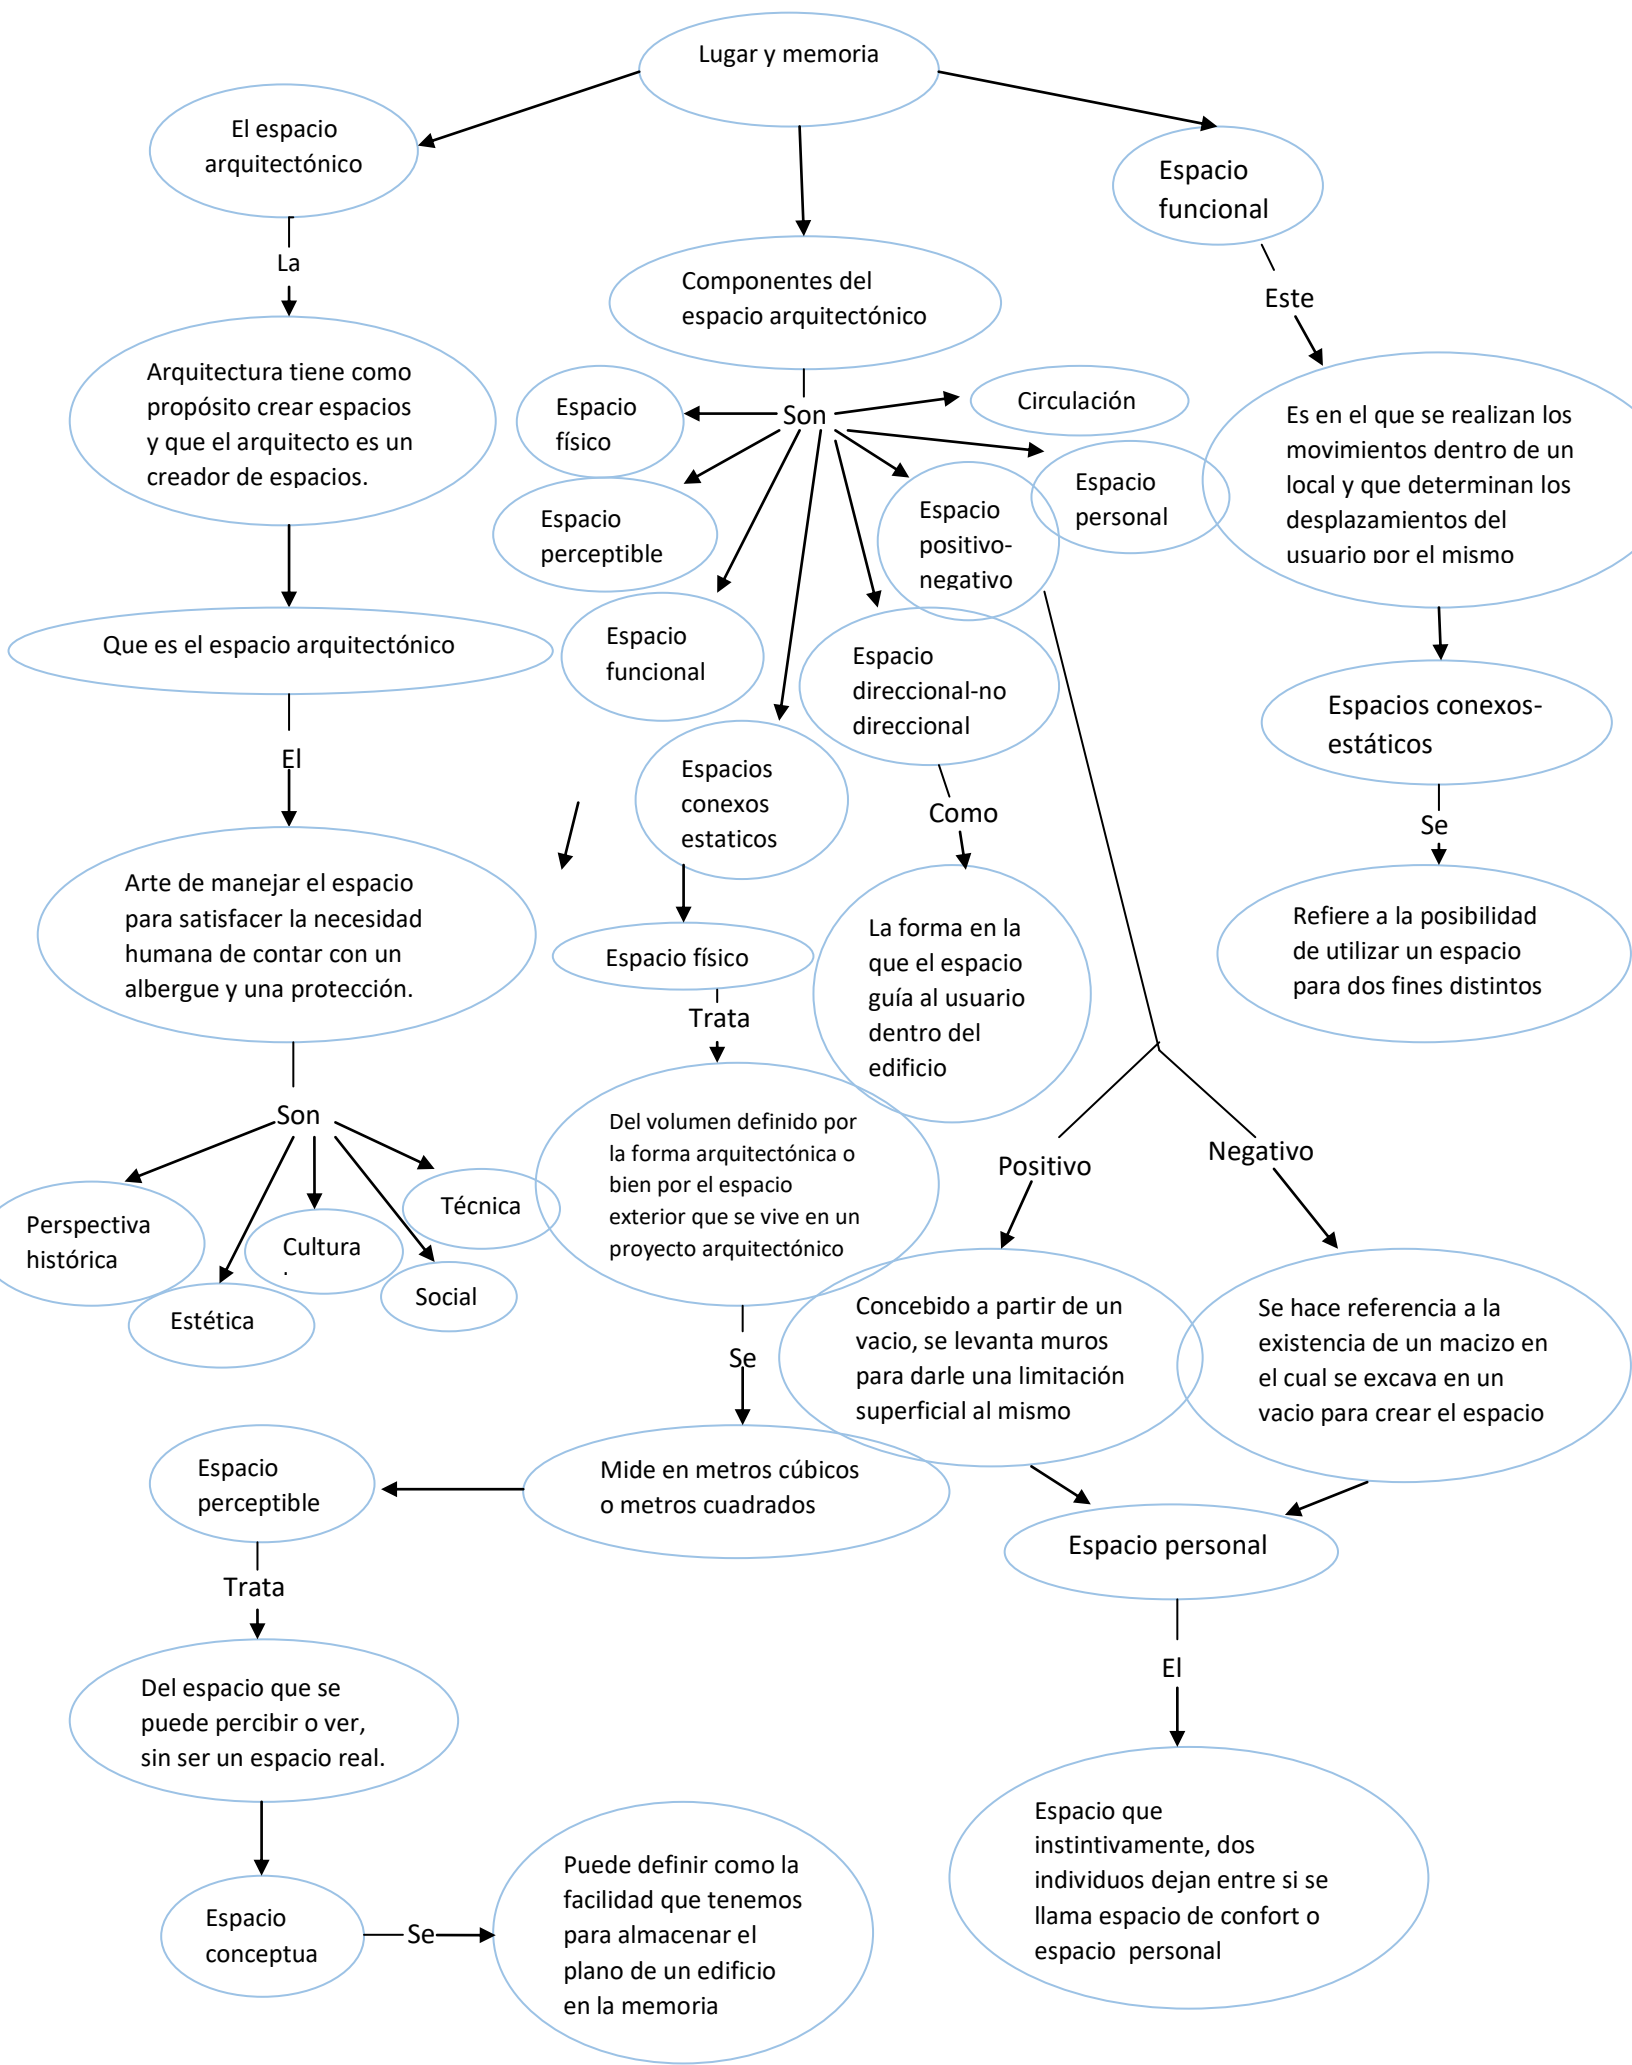 Lugar y memoria
El espacio
arquitectónico
Espacio
funcional
La
Componentes del
espacio arquitectónico
Este
Arquitectura tiene como
propósito crear espacios
y que el arquitecto es un
creador de espacios.
Son
Espacio
físico
Circulación
Espacio
perceptible
Espacio
positivo-
negativo
Espacio
personal
Es en el que se realizan los
movimientos dentro de un
local y que determinan los
desplazamientos del
usuario por el mismo
Que es el espacio arquitectónico
Espacio
funcional
Espacio
direccional-no
direccional
Espacios conexos-
estáticos
El
Espacios
conexos
estaticos
Como
Se
Arte de manejar el espacio
para satisfacer la necesidad
humana de contar con un
albergue y una protección.
Espacio físico
La forma en la
que el espacio
guía al usuario
dentro del
edificio
Refiere a la posibilidad
de utilizar un espacio
para dos fines distintos
Trata
Son
Del volumen definido por
la forma arquitectónica o
bien por el espacio
exterior que se vive en un
proyecto arquitectónico
Positivo
Negativo
Perspectiva
histórica
Estética
Cultura
Social
Técnica
Se
Concebido a partir de un
vacio, se levanta muros
para darle una limitación
superficial al mismo
Se hace referencia a la
existencia de un macizo en
el cual se excava en un
vacio para crear el espacio
Espacio
perceptible
Mide en metros cúbicos
o metros cuadrados
Espacio personal
Trata
El
Del espacio que se
puede percibir o ver,
sin ser un espacio real.
Espacio que
instintivamente, dos
individuos dejan entre si se
llama espacio de confort o
espacio  personal
Espacio
conceptua
Se
Puede definir como la
facilidad que tenemos
para almacenar el
plano de un edificio
en la memoria